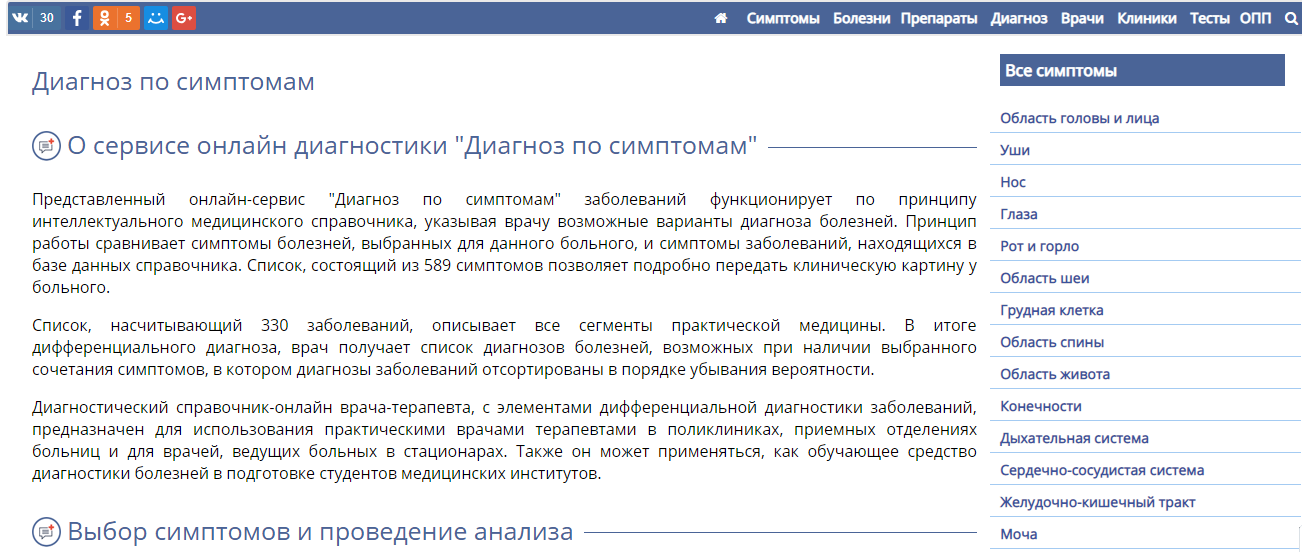 30 5 Симптомы Болезни Препараты Диагноз Врачи Клиники Тесты ОПП
Диагноз по симптомам
О сервисе онлайн диагностики "Диагноз по симптомам"
Представленный онлайн-сервис "Диагноз по симптомам" заболеваний функционирует по принципу
интеллектуального медицинского справочника, указывая врачу возможные варианты диагноза болезней. Принцип
работы сравнивает симптомы болезней, выбранных для данного больного, и симптомы заболеваний, находящихся в
базе данных справочника. Список, состоящий из 589 симптомов позволяет подробно передать клиническую картину у
больного.
Список, насчитывающий 330 заболеваний, описывает все сегменты практической медицины. В итоге
дифференциального диагноза, врач получает список диагнозов болезней, возможных при наличии выбранного
сочетания симптомов, в котором диагнозы заболеваний отсортированы в порядке убывания вероятности.
Диагностический справочник-онлайн врача-терапевта, с элементами дифференциальной диагностики заболеваний,
предназначен для использования практическими врачами терапевтами в поликлиниках, приемных отделениях
больниц и для врачей, ведущих больных в стационарах. Также он может применяться, как обучающее средство
диагностики болезней в подготовке студентов медицинских институтов.
Выбор симптомов и проведение анализа
Все симптомы
Область головы и лица
Уши
Нос
Глаза
Рот и горло
Область шеи
Грудная клетка
Область спины
Область живота
Конечности
Дыхательная система
Сердечно-сосудистая система
Желудочно-кишечный тракт
Моча